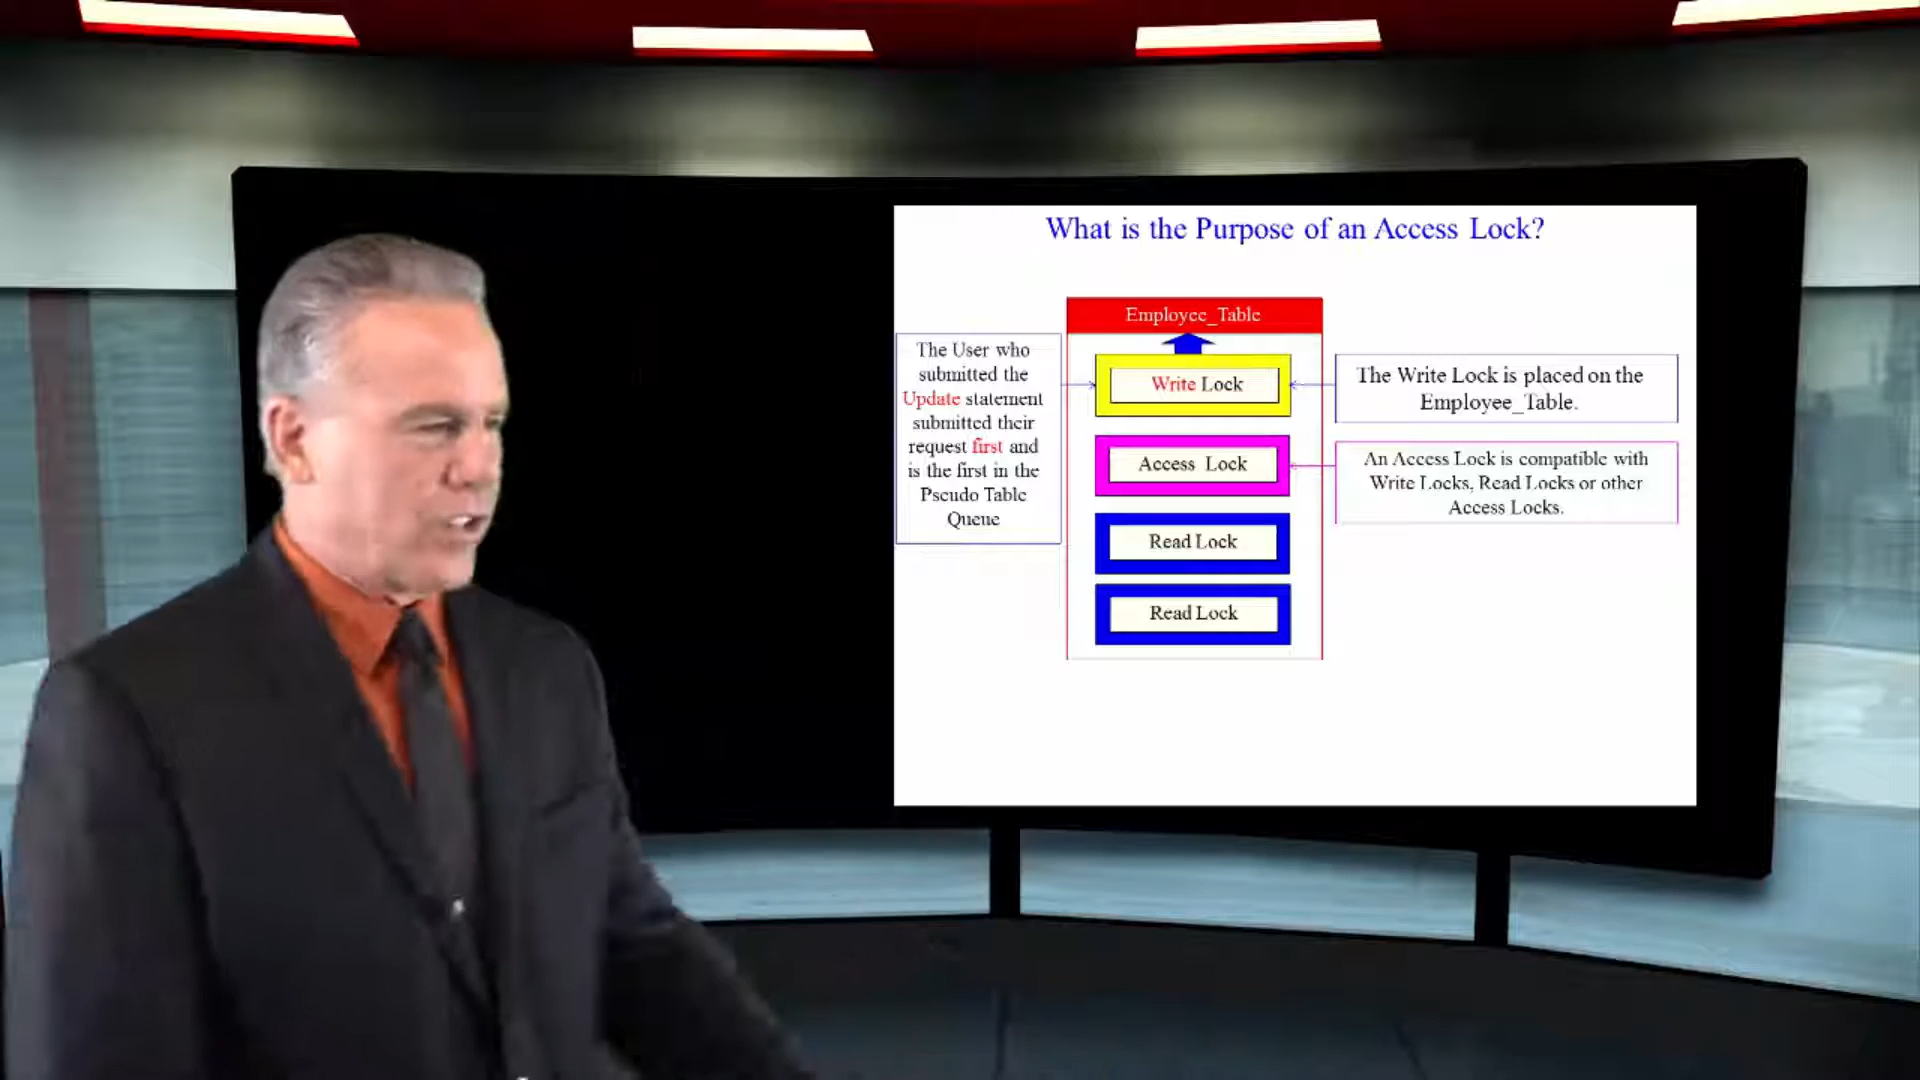 What is the Purpose of an Access Lock?
Employee_Table
The User who
submitted the
Update statement
submitted their
request first and
is the first in the
Pseudo Table
Queue
Write Lock
Access Lock
Read Lock
Read Lock
The Write Lock is placed on the
Employee_Table.
An Access Lock is compatible with
Write Locks, Read Locks or other
Access Locks.